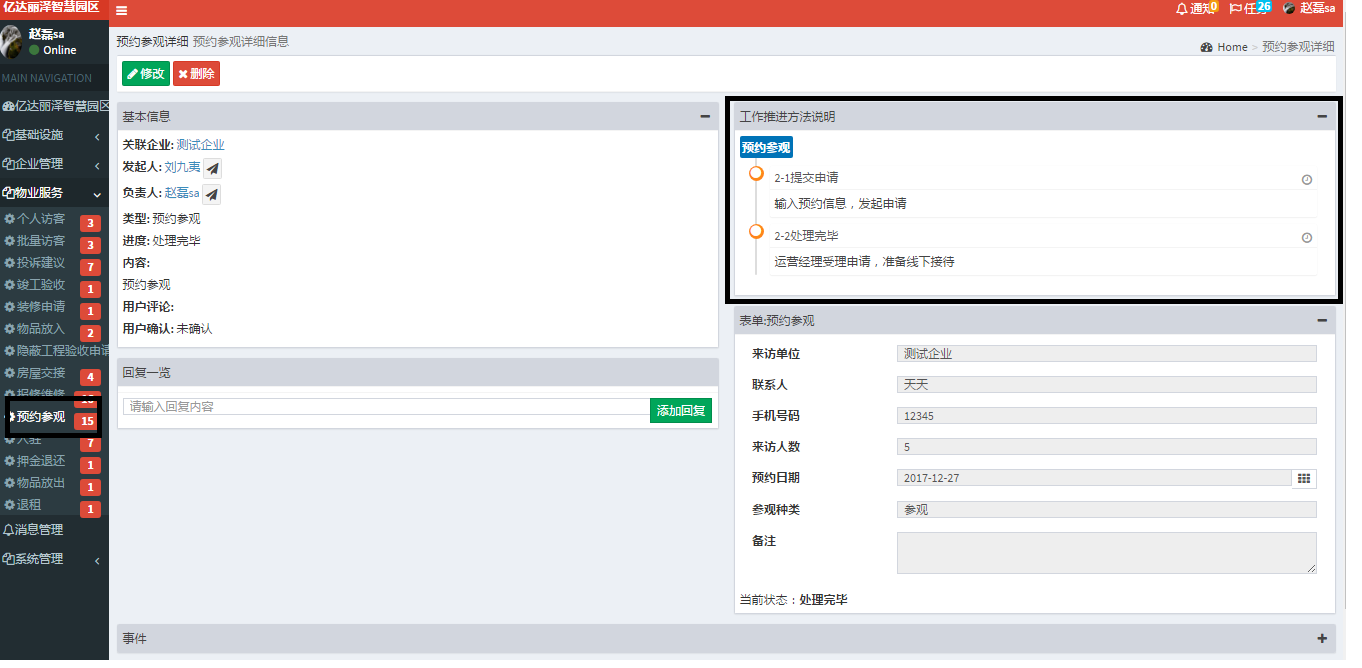 亿达丽泽智慧园区
通知 0
任务 26
赵磊sa
赵磊sa
Online
MAIN NAVIGATION
亿达丽泽智慧园区
基础设施
企业管理
物业服务
个人访客 3
批量访客 3
投诉建议 7
竣工验收 1
装修申请 1
物品放入 2
隐蔽工程验收申请
房屋交接 4
报修维修
预约参观 15
入驻 7
押金退还 1
物品放出 1
退租 1
消息管理
系统管理
预约参观详细 预约参观详细信息
Home > 预约参观详细
修改 删除
基本信息
关联企业: 测试企业
发起人: 刘九夷
负责人: 赵磊sa
类型: 预约参观
进度: 处理完毕
内容:
预约参观
用户评论:
用户确认: 未确认
回复一览
请输入回复内容 添加回复
工作推进方法说明
预约参观
2-1提交申请
输入预约信息，发起申请
2-2处理完毕
运营经理受理申请，准备线下接待
表单:预约参观
来访单位 测试企业
联系人 天天
手机号码 12345
来访人数 5
预约日期 2017-12-27
参观种类 参观
备注
当前状态：处理完毕
事件